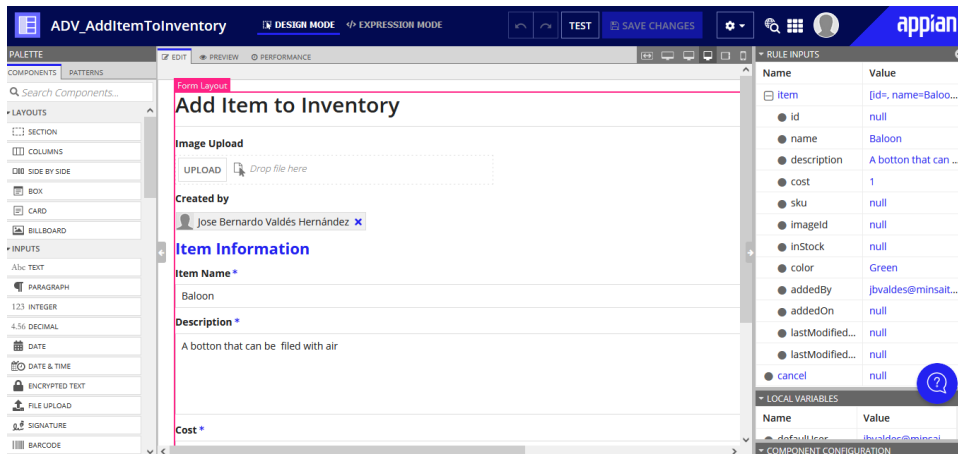 ADV_AddItemToInventory
DESIGN MODE
</> EXPRESSION MODE
TEST
SAVE CHANGES
appian
PALETTE
COMPONENTS
PATTERNS
Search Components...
LAYOUTS
SECTION
COLUMNS
SIDE BY SIDE
BOX
CARD
BILLBOARD
INPUTS
Abc TEXT
PARAGRAPH
123 INTEGER
4.56 DECIMAL
DATE
DATE & TIME
ENCRYPTED TEXT
FILE UPLOAD
SIGNATURE
BARCODE
EDIT
PREVIEW
PERFORMANCE
Form Layout
Add Item to Inventory
Image Upload
UPLOAD
Drop file here
Created by
Jose Bernardo Valdés Hernández
Item Information
Item Name *
Baloon
Description *
A botton that can be filed with air
Cost *
RULE INPUTS
Name Value
item [id=, name=Baloo...
id null
name Baloon
description A botton that can ...
cost 1
sku null
imageId null
inStock null
color Green
addedBy jbvaldes@minsait...
addedOn null
lastModified... null
lastModified... null
cancel null
LOCAL VARIABLES
Name Value
COMPONENT CONFIGURATION